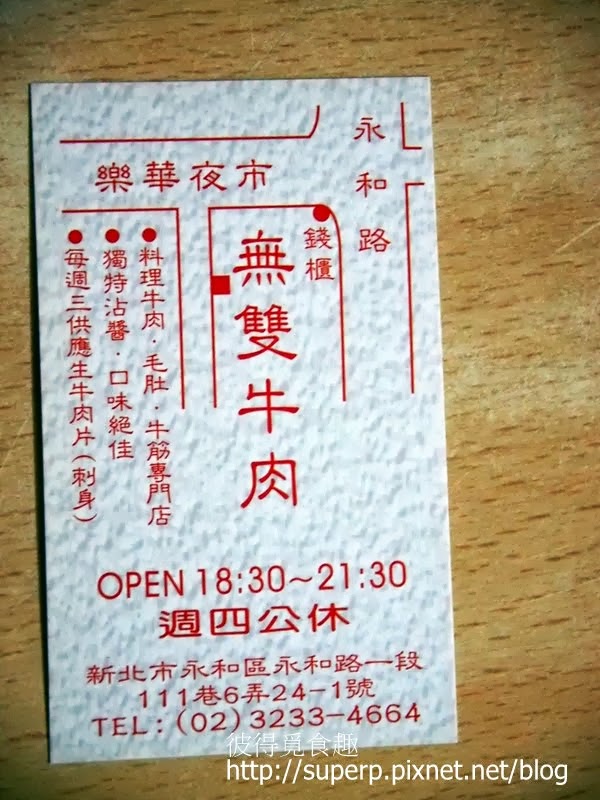 永和路
樂華夜市
錢櫃
無雙牛肉
●料理牛肉．毛肚．牛筋專門店
●獨特沾醬．口味絕佳
●每週三供應生牛肉片(刺身)
OPEN 18:30~21:30
週四公休
新北市永和區永和路一段
111巷6弄24-1號
TEL:(02)3233-4664
彼得覓食趣
http://superp.pixnet.net/blog